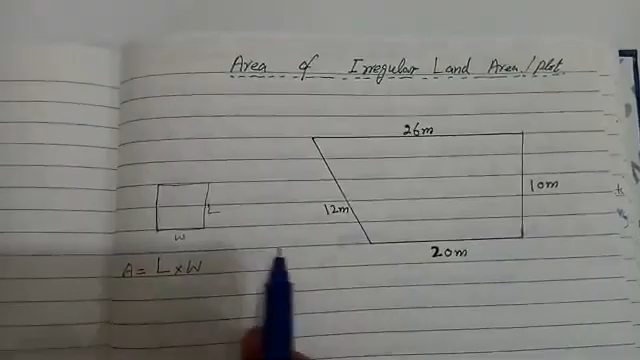 Area of Irregular Land Area/plot
26m
10m
L
12m
W
20m
A = L x W